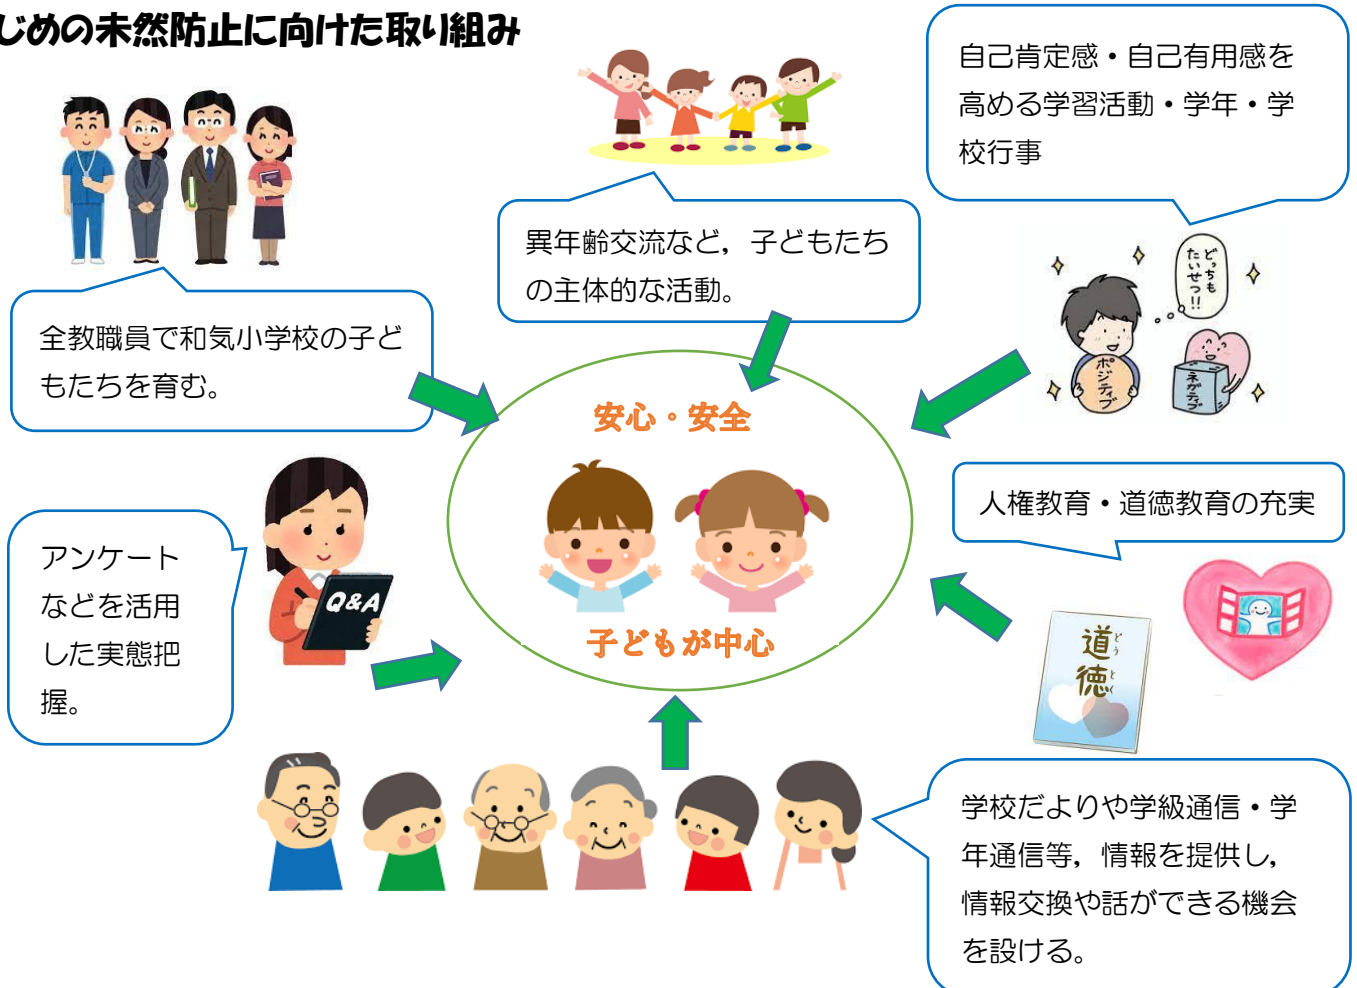 じめの未然防止に向けた取り組み
自己肯定感・自己有用感を
高める学習活動・学年・学
校行事
異年齢交流など，子どもたち
の主体的な活動。
どっちも
たいせつ!!
ポジティブ
ネガティブ
全教職員で和気小学校の子ど
もたちを育む。
安心・安全
人権教育・道徳教育の充実
アンケート
などを活用
した実態把
握。
Q&A
子どもが中心
道徳
どうとく
学校だよりや学級通信・学
年通信等，情報を提供し，
情報交換や話ができる機会
を設ける。